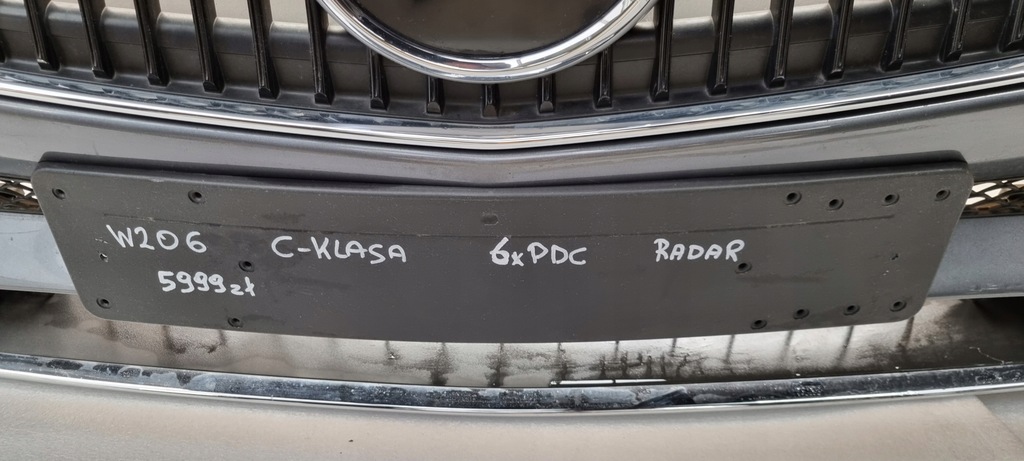 W206 C-KLASA 6xPDC RADAR
5999zł